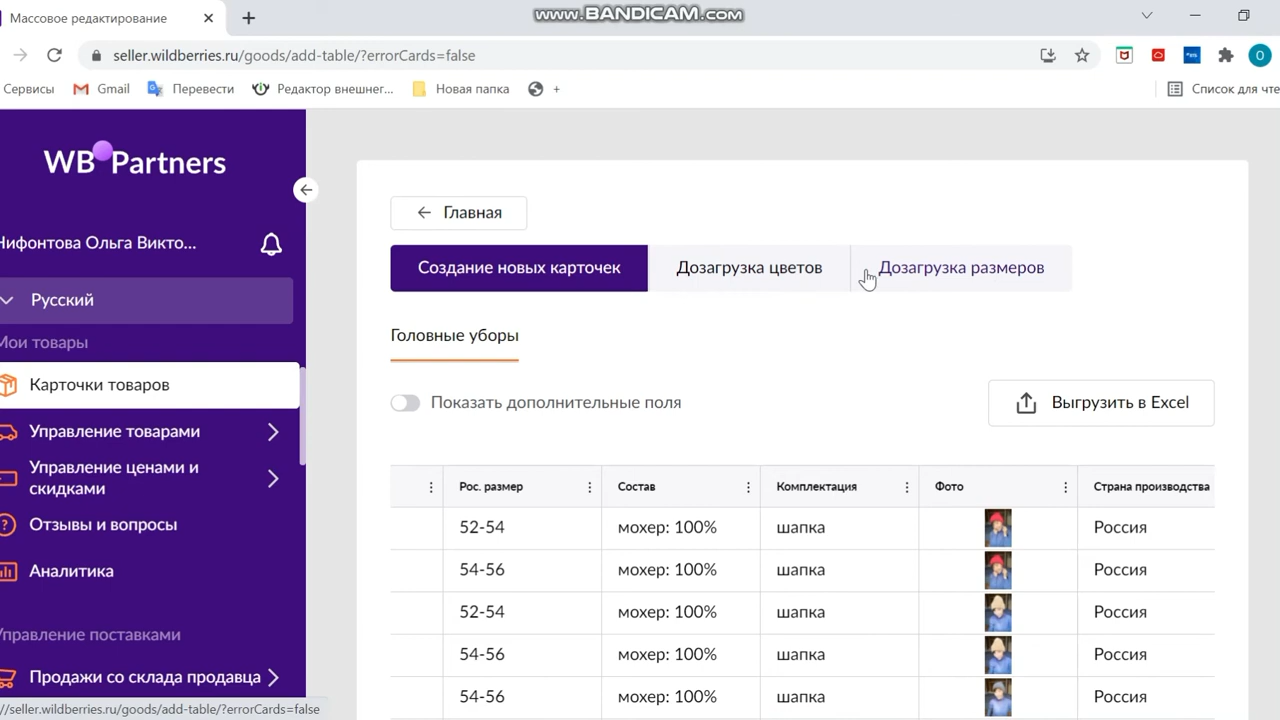 Массовое редактирование
www.BANDICAM.com
seller.wildberries.ru/goods/add-table/?errorCards=false
Сервисы
Gmail
Перевести
Редактор внешнег...
Новая папка
Список для чте
WB Partners
Нифонтова Ольга Викто...
Русский
Мои товары
Карточки товаров
Управление товарами
Управление ценами и
скидками
Отзывы и вопросы
Аналитика
Управление поставками
Продажи со склада продавца
//seller.wildberries.ru/goods/add-table/?errorCards=false
Главная
Создание новых карточек
Дозагрузка цветов
Дозагрузка размеров
Головные уборы
Показать дополнительные поля
Выгрузить в Excel
Рос. размер Состав Комплектация Фото Страна производства
52-54 мохер: 100% шапка Россия
54-56 мохер: 100% шапка Россия
52-54 мохер: 100% шапка Россия
54-56 мохер: 100% шапка Россия
54-56 мохер: 100% шапка Россия